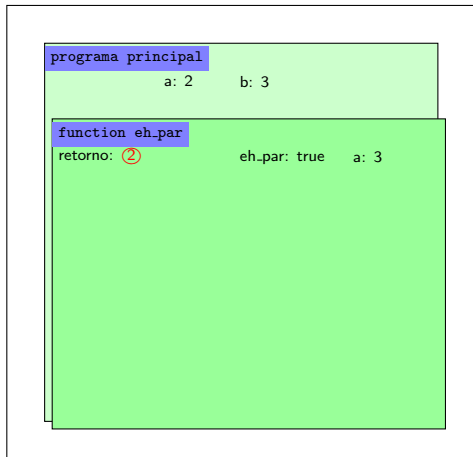 programa principal
a: 2 b: 3
function eh_par
retorno: 2 eh_par: true a: 3